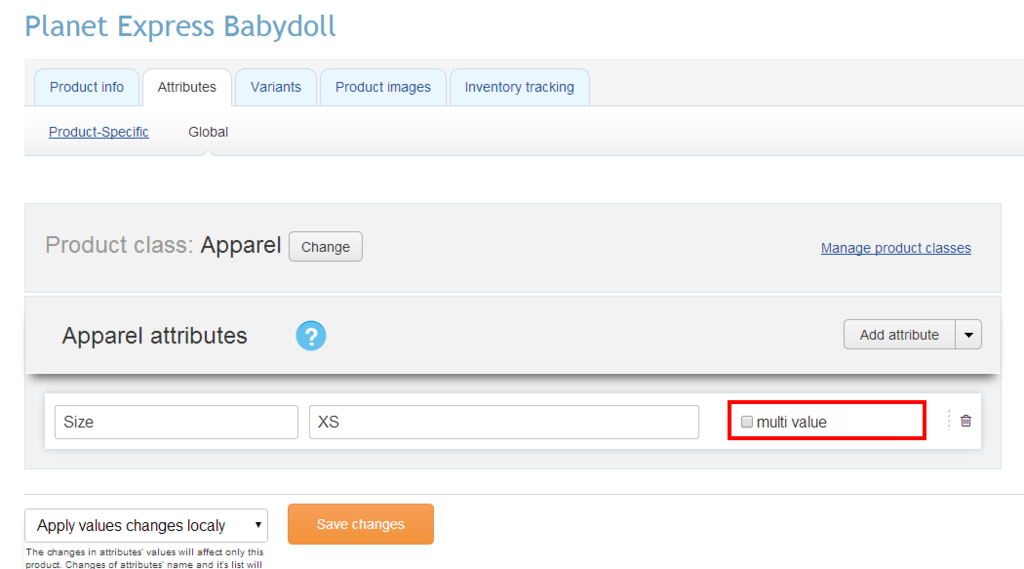 Planet Express Babydoll
Product info Attributes Variants Product images Inventory tracking
Product-Specific Global
Product class: Apparel Change Manage product classes
Apparel attributes ? Add attribute
Size XS multi value
Apply values changes localy Save changes
The changes in attributes' values will affect only this
product. Changes of attributes' name and it's list will